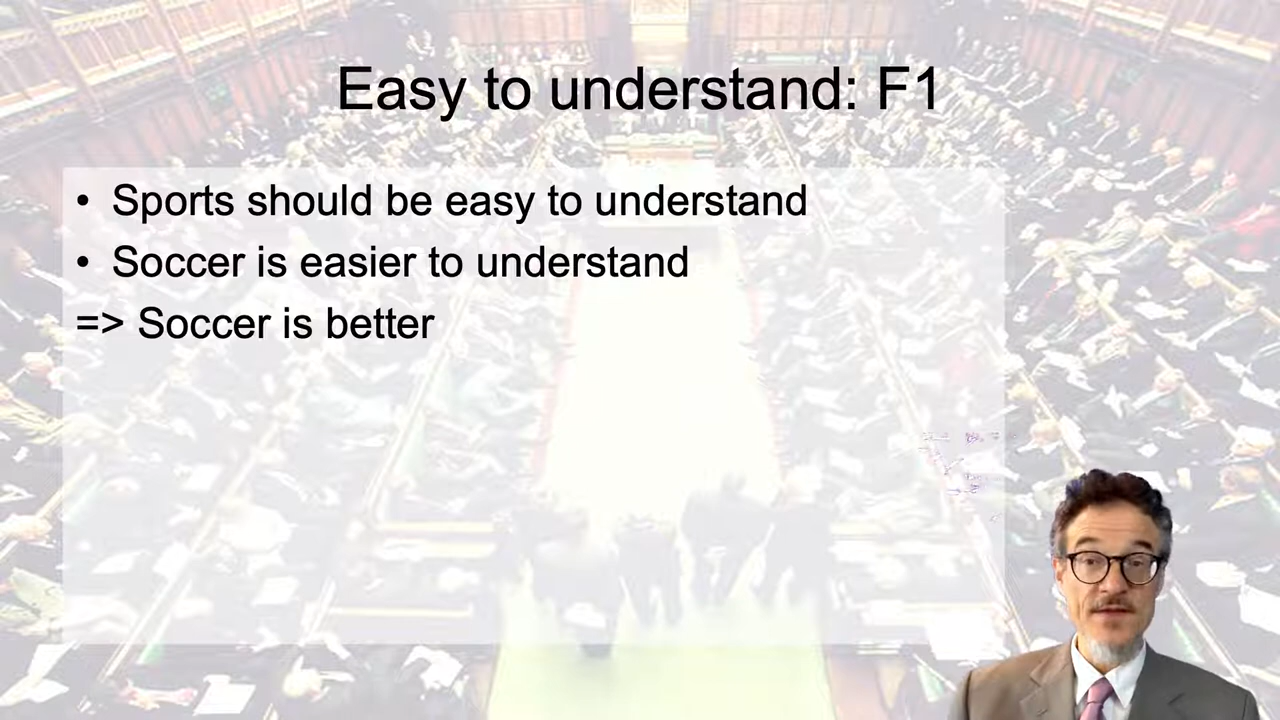 Easy to understand: F1
• Sports should be easy to understand
• Soccer is easier to understand
=> Soccer is better